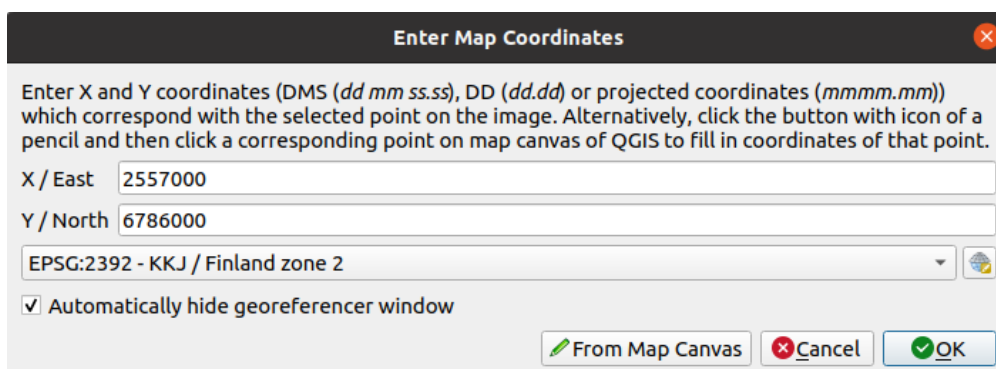 Enter Map Coordinates
Enter X and Y coordinates (DMS (dd mm ss.ss), DD (dd.dd) or projected coordinates (mmmm.mm))
which correspond with the selected point on the image. Alternatively, click the button with icon of a
pencil and then click a corresponding point on map canvas of QGIS to fill in coordinates of that point.
X / East 2557000
Y / North 6786000
EPSG:2392 - KKJ / Finland zone 2
Automatically hide georeferencer window
From Map Canvas Cancel OK